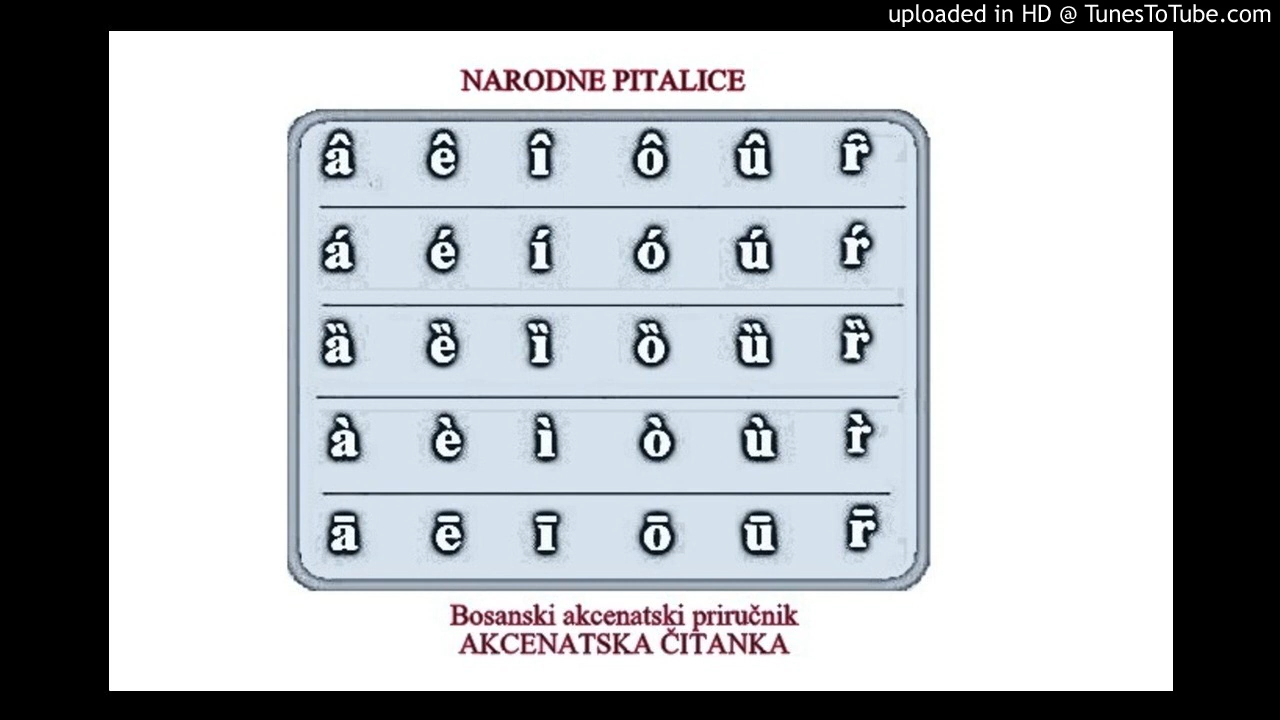 uploaded in HD @ TunesToTube.com
NARODNE PITALICE
â ê î ô û r̂
á é í ó ú ŕ
ȁ ȅ ȉ ȍ ȕ ȑ
à è ì ò ù r̀
ā ē ī ō ū r̄
Bosanski akcenatski priručnik
AKCENATSKA ČITANKA